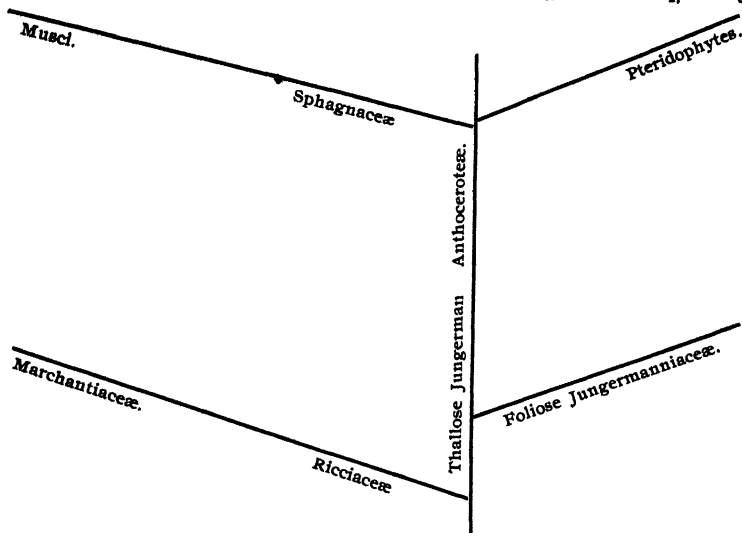 Musci.
Pteridophytes.
Sphagnaceæ
Anthoceroteæ.
Thallose Jungerman
Marchantiaceæ.
Foliose Jungermanniaceæ.
Ricciaceæ